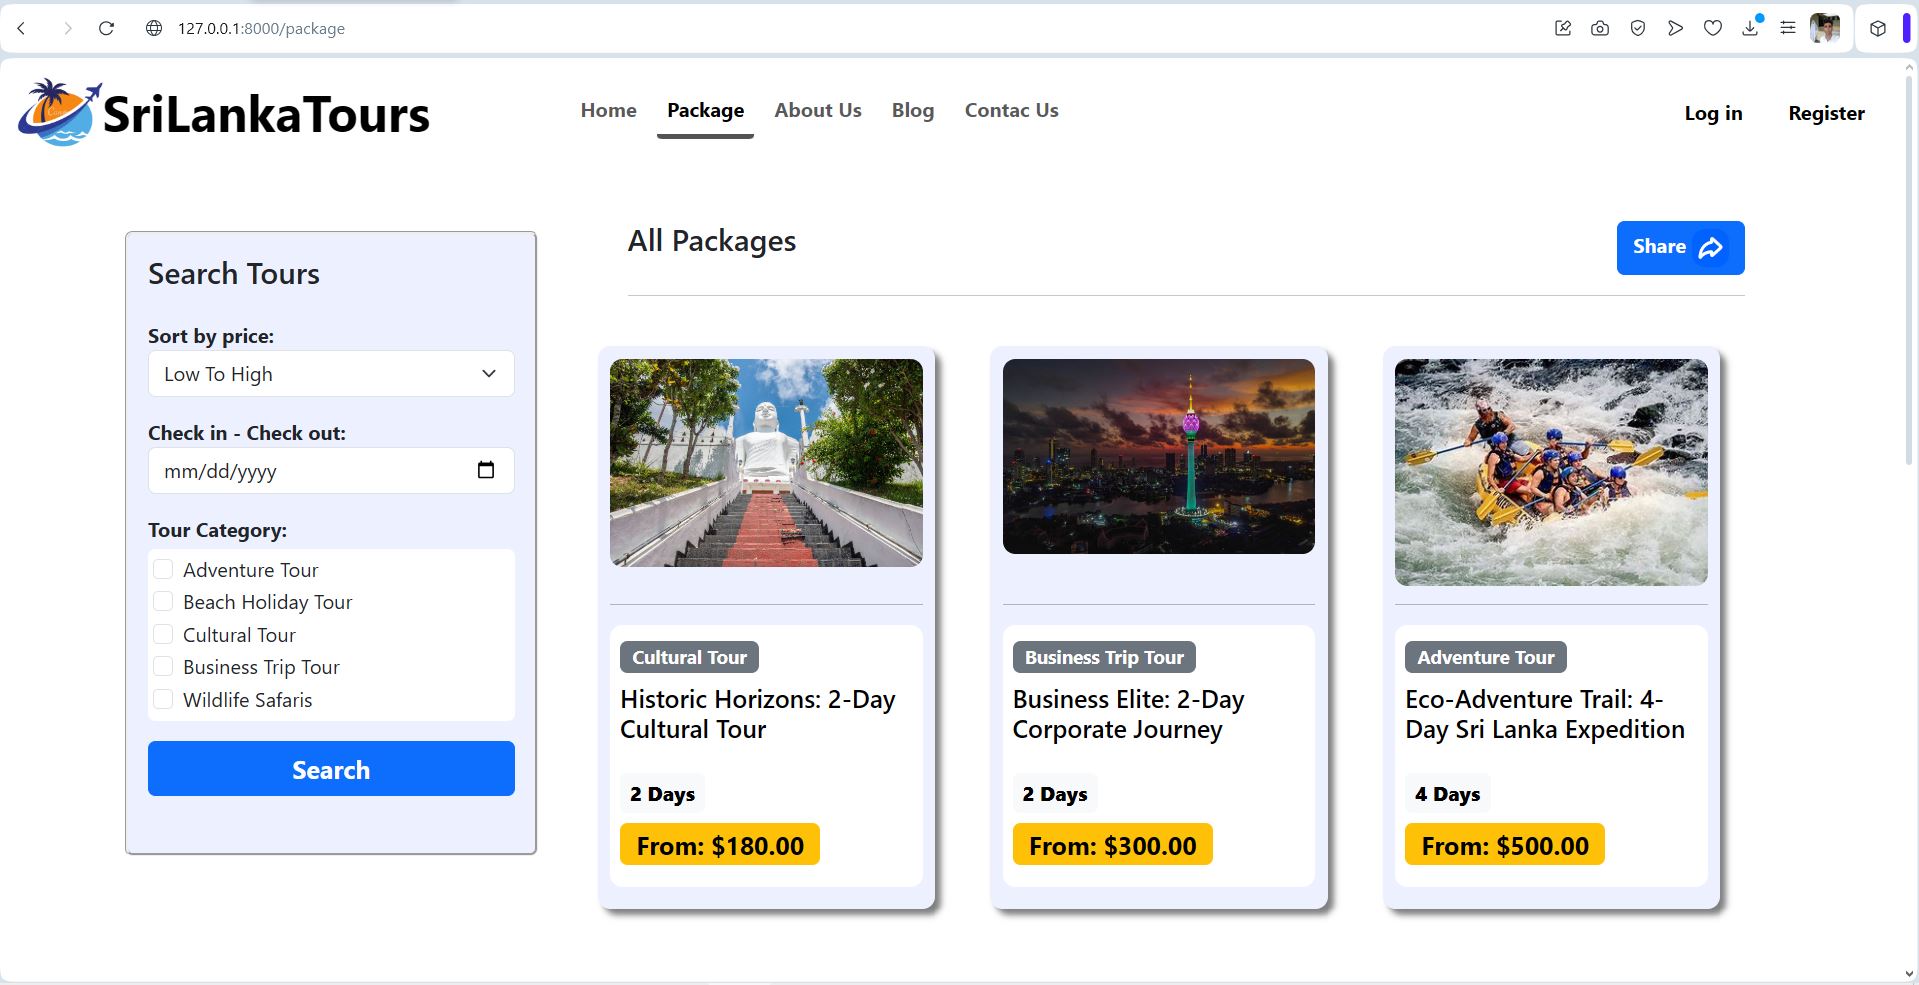 127.0.0.1:8000/package
SriLankaTours
Home
Package
About Us
Blog
Contac Us
Log in
Register
Search Tours
Sort by price:
Low To High
Check in - Check out:
mm/dd/yyyy
Tour Category:
Adventure Tour
Beach Holiday Tour
Cultural Tour
Business Trip Tour
Wildlife Safaris
Search
All Packages
Share
Cultural Tour
Historic Horizons: 2-Day
Cultural Tour
2 Days
From: $180.00
Business Trip Tour
Business Elite: 2-Day
Corporate Journey
2 Days
From: $300.00
Adventure Tour
Eco-Adventure Trail: 4-
Day Sri Lanka Expedition
4 Days
From: $500.00